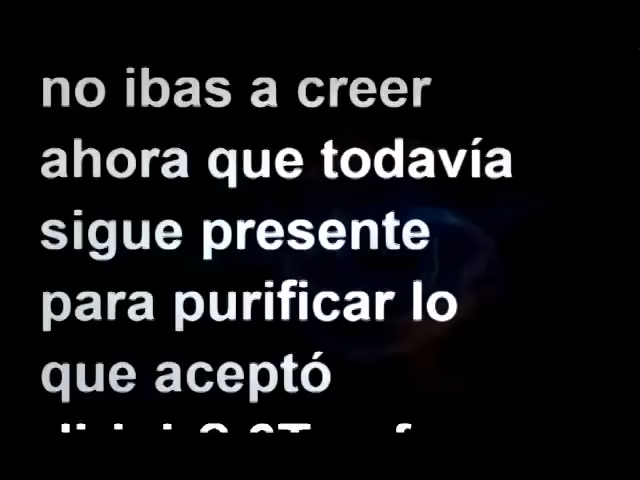 no ibas a creer
ahora que todavía
sigue presente
para purificar lo
que aceptó